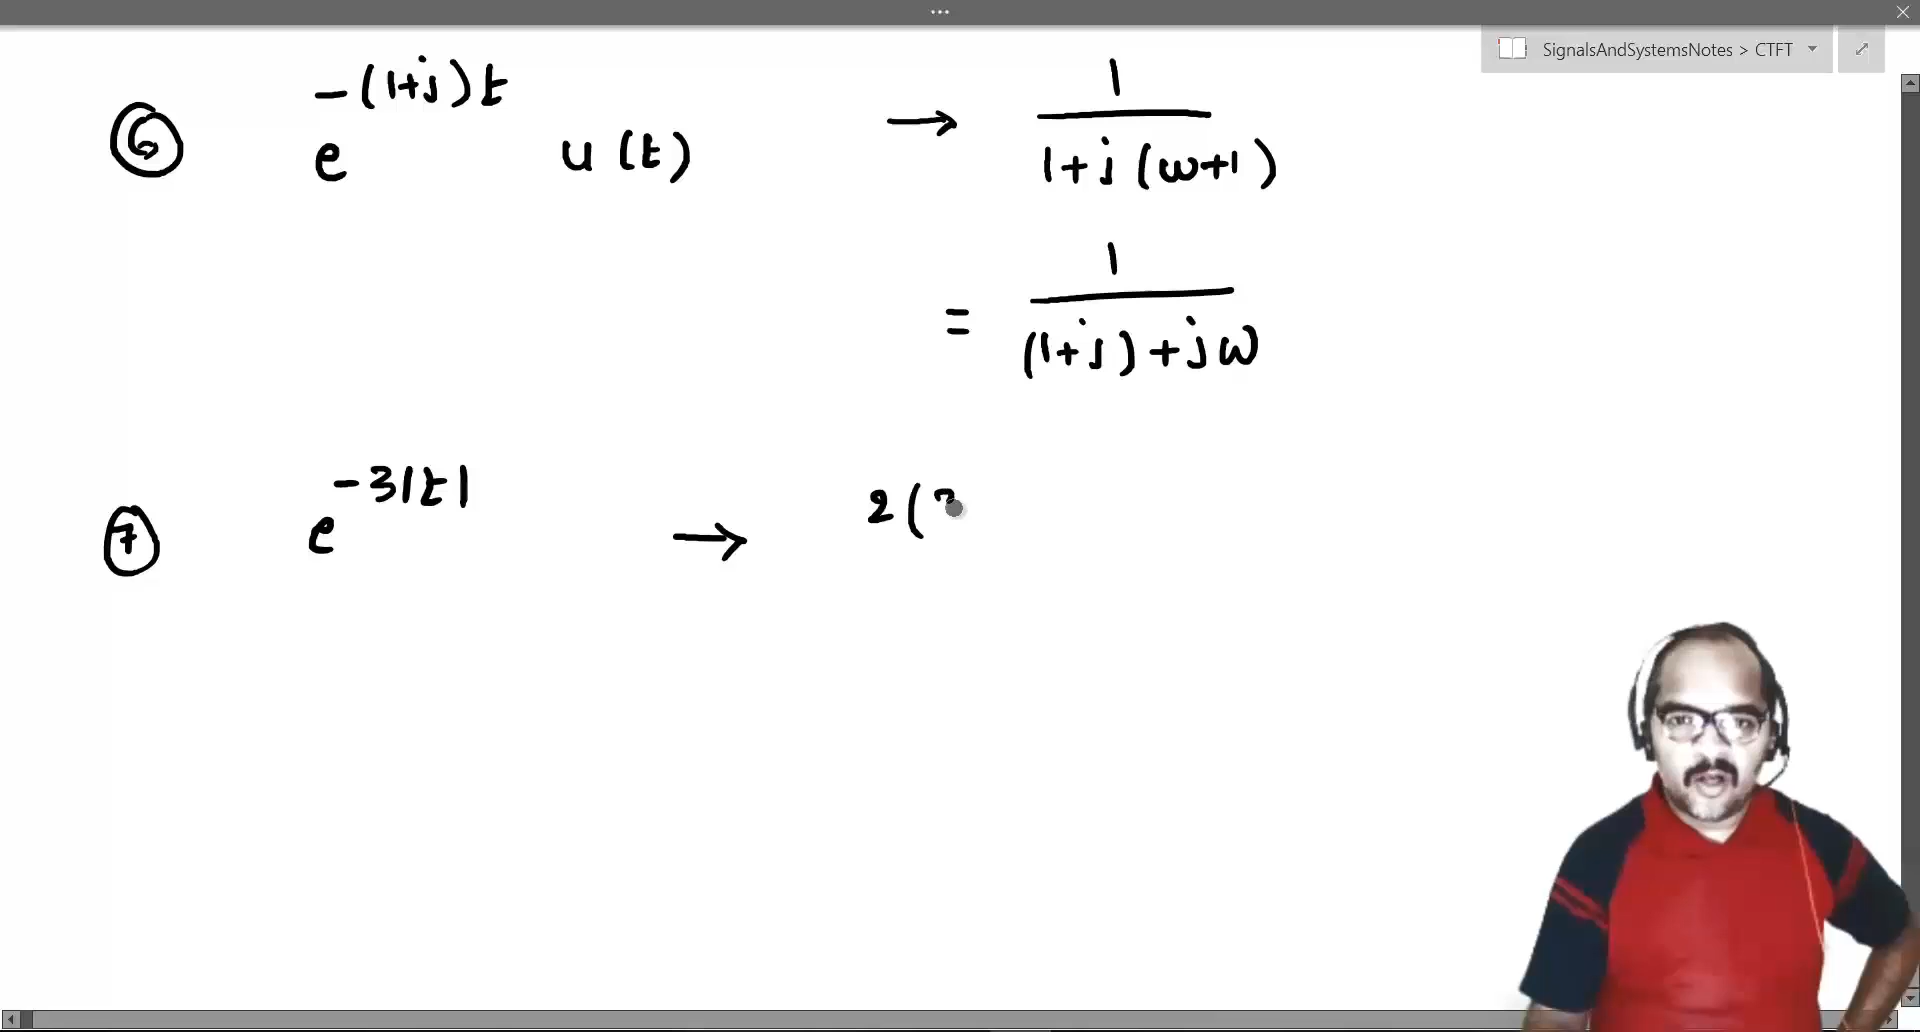 ...
SignalsAndSystemsNotes > CTFT
⑥ e^{-(1+j)t} u(t) → 1/(1+j(ω+1))
= 1/((1+j)+jω)
⑦ e^{-3|t|} → 2(